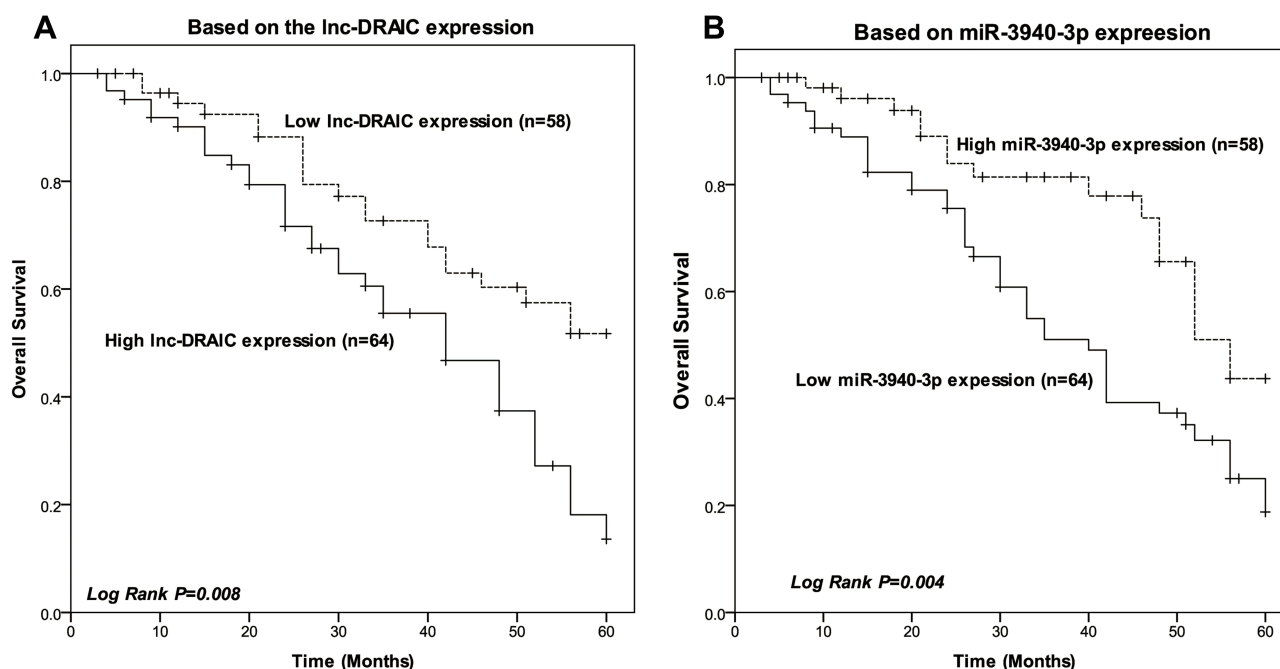 A
Based on the lnc-DRAIC expression
1.0
0.8
0.6
0.4
0.2
0.0
Overall Survival
Low lnc-DRAIC expression (n=58)
High lnc-DRAIC expression (n=64)
Log Rank P=0.008
0 10 20 30 40 50 60
Time (Months)
B
Based on miR-3940-3p expreesion
1.0
0.8
0.6
0.4
0.2
0.0
Overall Survival
High miR-3940-3p expression (n=58)
Low miR-3940-3p expession (n=64)
Log Rank P=0.004
0 10 20 30 40 50 60
Time (Months)